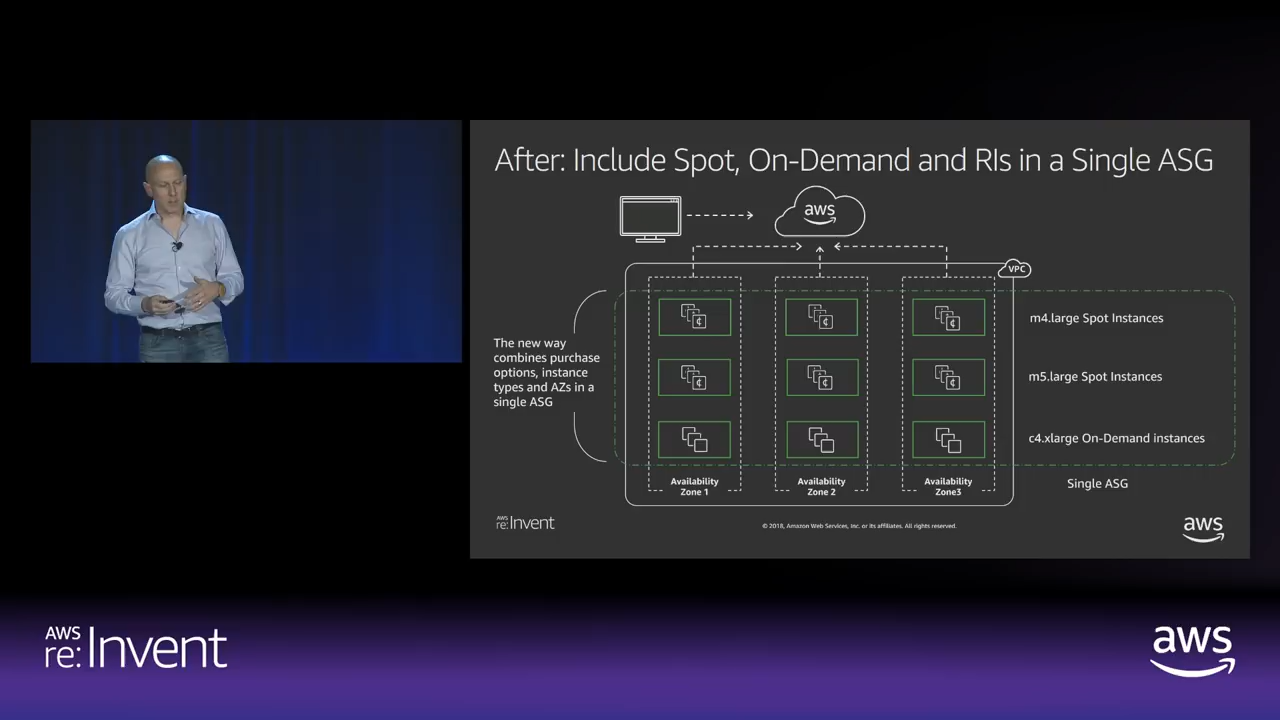 After: Include Spot, On-Demand and RIs in a Single ASG
aws
VPC
m4.large Spot Instances
The new way
combines purchase
options, instance
types and AZs in a
single ASG
m5.large Spot Instances
c4.xlarge On-Demand instances
Availability
Zone 1
Availability
Zone 2
Availability
Zone3
Single ASG
AWS
re:Invent
© 2018, Amazon Web Services, Inc. or its affiliates. All rights reserved.
aws
AWS
re:Invent
aws